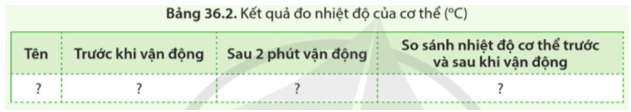 Bảng 36.2. Kết quả đo nhiệt độ của cơ thể (°C)
Tên Trước khi vận động Sau 2 phút vận động So sánh nhiệt độ cơ thể trước
và sau khi vận động
? ? ? ?